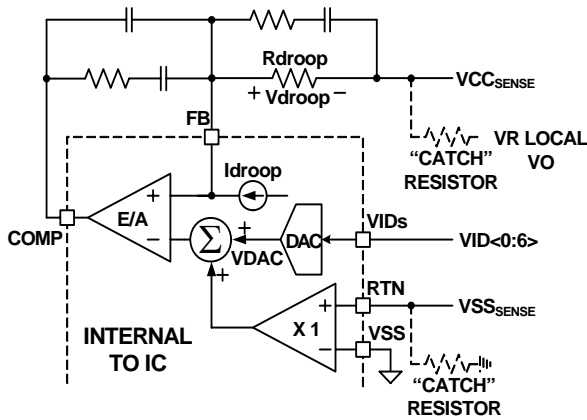 Rdroop
+ Vdroop −
VCCSENSE
FB
"CATCH"
RESISTOR
VR LOCAL
VO
Idroop
+
E/A
−
COMP
Σ
+
+
VDAC
DAC
VIDs
VID<0:6>
RTN
VSSSENSE
+
X 1
−
VSS
INTERNAL
TO IC
"CATCH"
RESISTOR